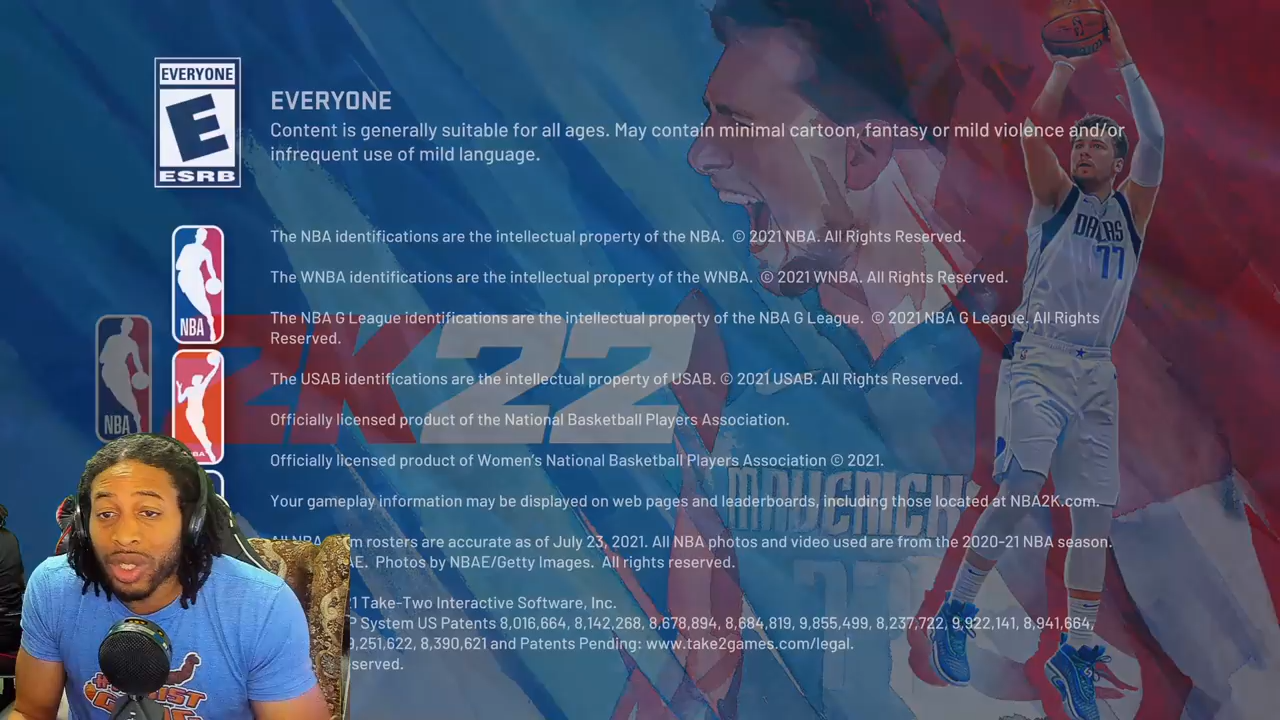 EVERYONE
E
ESRB
EVERYONE
Content is generally suitable for all ages. May contain minimal cartoon, fantasy or mild violence and/or
infrequent use of mild language.
The NBA identifications are the intellectual property of the NBA. © 2021 NBA. All Rights Reserved.
The WNBA identifications are the intellectual property of the WNBA. © 2021 WNBA. All Rights Reserved.
NBA
The NBA G League identifications are the intellectual property of the NBA G League. © 2021 NBA G League. All Rights
Reserved.
The USAB identifications are the intellectual property of USAB. © 2021 USAB. All Rights Reserved.
NBA
2K22
Officially licensed product of the National Basketball Players Association.
Officially licensed product of Women's National Basketball Players Association © 2021.
Your gameplay information may be displayed on web pages and leaderboards, including those located at NBA2K.com.
rosters are accurate as of July 23, 2021. All NBA photos and video used are from the 2020-21 NBA season.
Photos by NBAE/Getty Images. All rights reserved.
Take-Two Interactive Software, Inc.
System US Patents 8,016,664, 8,142,268, 8,678,894, 8,684,819, 9,855,499, 8,237,722, 9,922,141, 8,941,664,
,251,622, 8,390,621 and Patents Pending: www.take2games.com/legal.
served.
DALLAS
77
MAVERICK